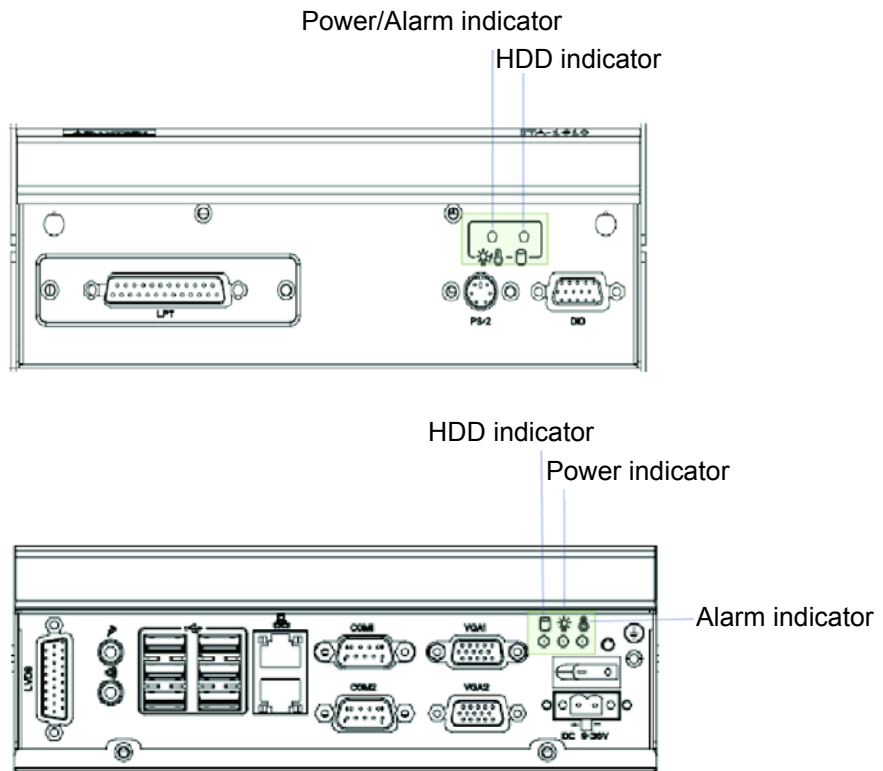 Power/Alarm indicator
HDD indicator
LPT
PS/2
DIO
HDD indicator
Power indicator
Alarm indicator
COM1
VGA1
LVDS
COM2
VGA2
DC 9-36V